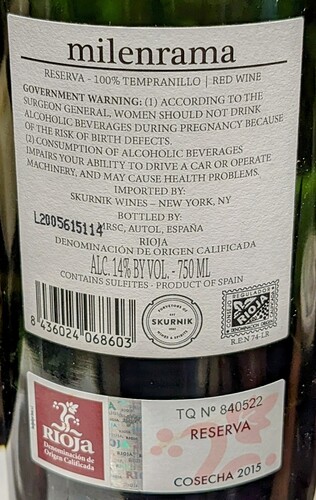 milenrama
RESERVA - 100% TEMPRANILLO | RED WINE
GOVERNMENT WARNING: (1) ACCORDING TO THE
SURGEON GENERAL, WOMEN SHOULD NOT DRINK
ALCOHOLIC BEVERAGES DURING PREGNANCY BECAUSE
OF THE RISK OF BIRTH DEFECTS.
(2) CONSUMPTION OF ALCOHOLIC BEVERAGES
IMPAIRS YOUR ABILITY TO DRIVE A CAR OR OPERATE
MACHINERY, AND MAY CAUSE HEALTH PROBLEMS.
IMPORTED BY:
SKURNIK WINES – NEW YORK, NY
BOTTLED BY:
L2005615114 MRSC, AUTOL, ESPAÑA
RIOJA
DENOMINACIÓN DE ORIGEN CALIFICADA
ALC. 14% BY VOL. - 750 ML
CONTAINS SULFITES - PRODUCT OF SPAIN
8 436024 068603
SKURNIK
WINES & SPIRITS
R.E.N 74-LR
RIOJA
Denominación de
Origen Calificada
TQ Nº 840522
RESERVA
COSECHA 2015